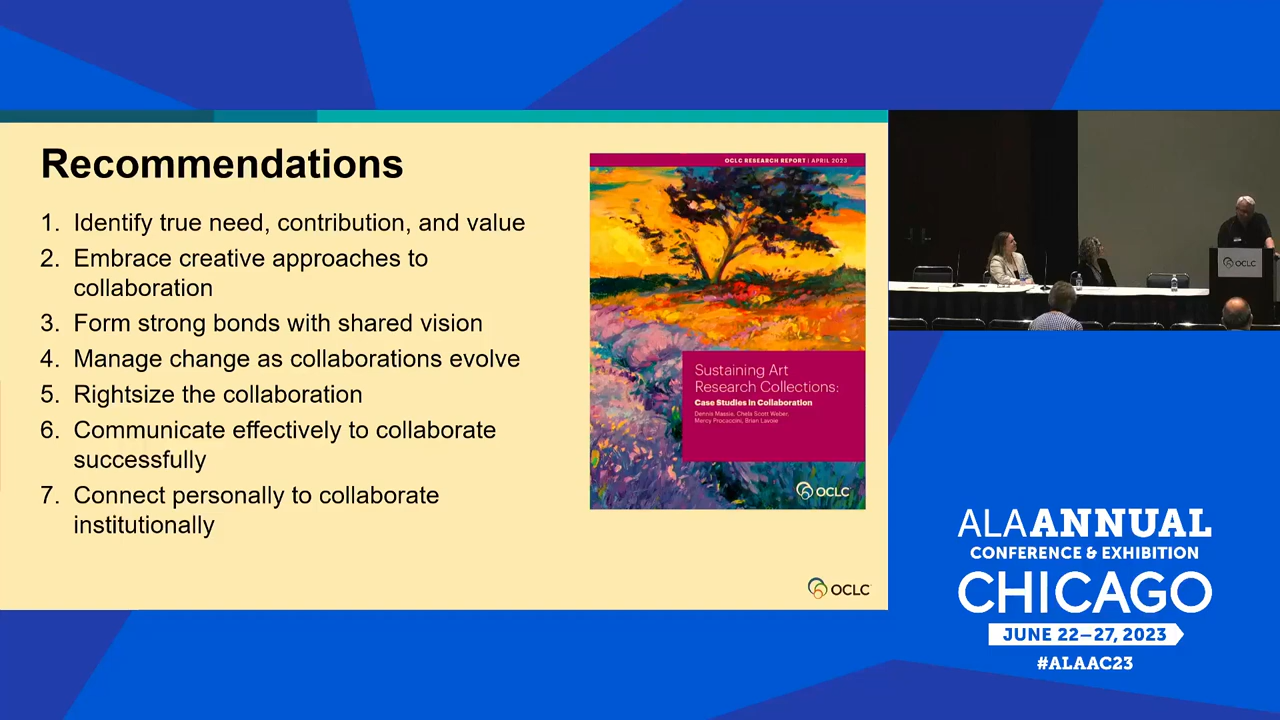 Recommendations
1. Identify true need, contribution, and value
2. Embrace creative approaches to
collaboration
3. Form strong bonds with shared vision
4. Manage change as collaborations evolve
5. Rightsize the collaboration
6. Communicate effectively to collaborate
successfully
7. Connect personally to collaborate
institutionally
OCLC RESEARCH REPORT | APRIL 2023
Sustaining Art
Research Collections:
Case Studies in Collaboration
Dennis Massie, Chela Scott Weber,
Mercy Procaccini, Brian Lavoie
OCLC
OCLC
OCLC
ALA ANNUAL
CONFERENCE & EXHIBITION
CHICAGO
JUNE 22–27, 2023
#ALAAC23